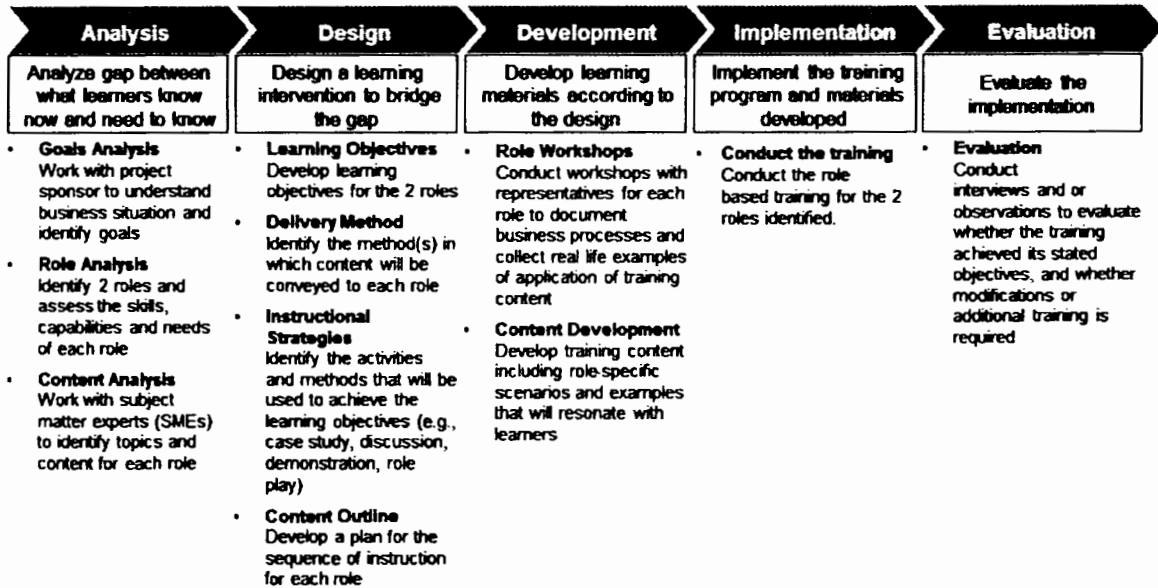 Analysis
Analyze gap between
what learners know
now and need to know
• Goals Analysis
Work with project
sponsor to understand
business situation and
identify goals
• Role Analysis
Identify 2 roles and
assess the skills,
capabilities and needs
of each role
• Content Analysis
Work with subject
matter experts (SMEs)
to identify topics and
content for each role
Design
Design a learning
intervention to bridge
the gap
• Learning Objectives
Develop learning
objectives for the 2 roles
• Delivery Method
Identify the method(s) in
which content will be
conveyed to each role
• Instructional
Strategies
Identify the activities
and methods that will be
used to achieve the
learning objectives (e.g.,
case study, discussion,
demonstration, role
play)
• Content Outline
Develop a plan for the
sequence of instruction
for each role
Development
Develop learning
materials according to
the design
• Role Workshops
Conduct workshops with
representatives for each
role to document
business processes and
collect real life examples
of application of training
content
• Content Development
Develop training content
including role-specific
scenarios and examples
that will resonate with
learners
Implementation
Implement the training
program and materials
developed
• Conduct the training
Conduct the role
based training for the 2
roles identified.
Evaluation
Evaluate the
implementation
• Evaluation
Conduct
interviews and or
observations to evaluate
whether the training
achieved its stated
objectives, and whether
modifications or
additional training is
required